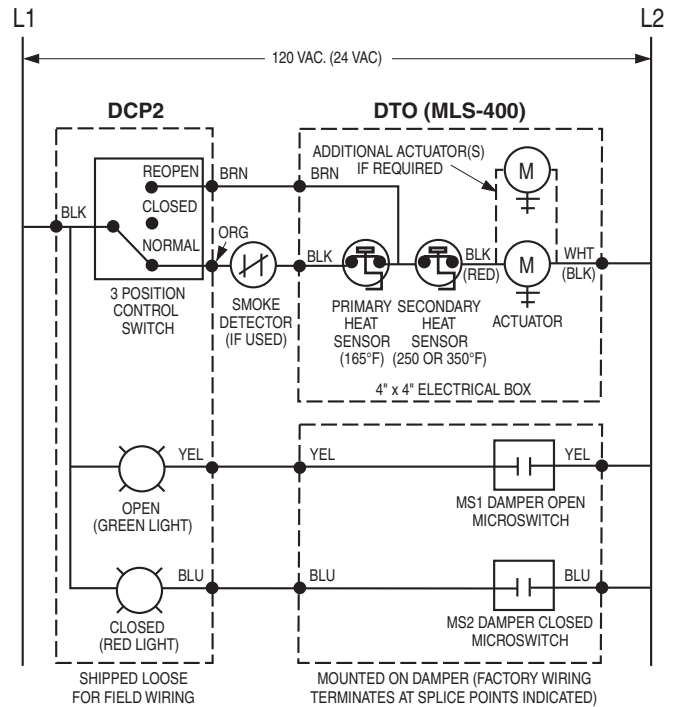 L1
L2
120 VAC. (24 VAC)
DCP2
DTO (MLS-400)
ADDITIONAL ACTUATOR(S)
IF REQUIRED
M
REOPEN
BRN
BRN
CLOSED
BLK
ORG
NORMAL
BLK
BLK
(RED)
M
WHT
(BLK)
3 POSITION
CONTROL
SWITCH
SMOKE
DETECTOR
(IF USED)
PRIMARY
HEAT
SENSOR
(165°F)
SECONDARY
HEAT
SENSOR
(250 OR 350°F)
ACTUATOR
4" x 4" ELECTRICAL BOX
YEL
YEL
YEL
OPEN
(GREEN LIGHT)
MS1 DAMPER OPEN
MICROSWITCH
BLU
BLU
BLU
CLOSED
(RED LIGHT)
MS2 DAMPER CLOSED
MICROSWITCH
SHIPPED LOOSE
FOR FIELD WIRING
MOUNTED ON DAMPER (FACTORY WIRING
TERMINATES AT SPLICE POINTS INDICATED)